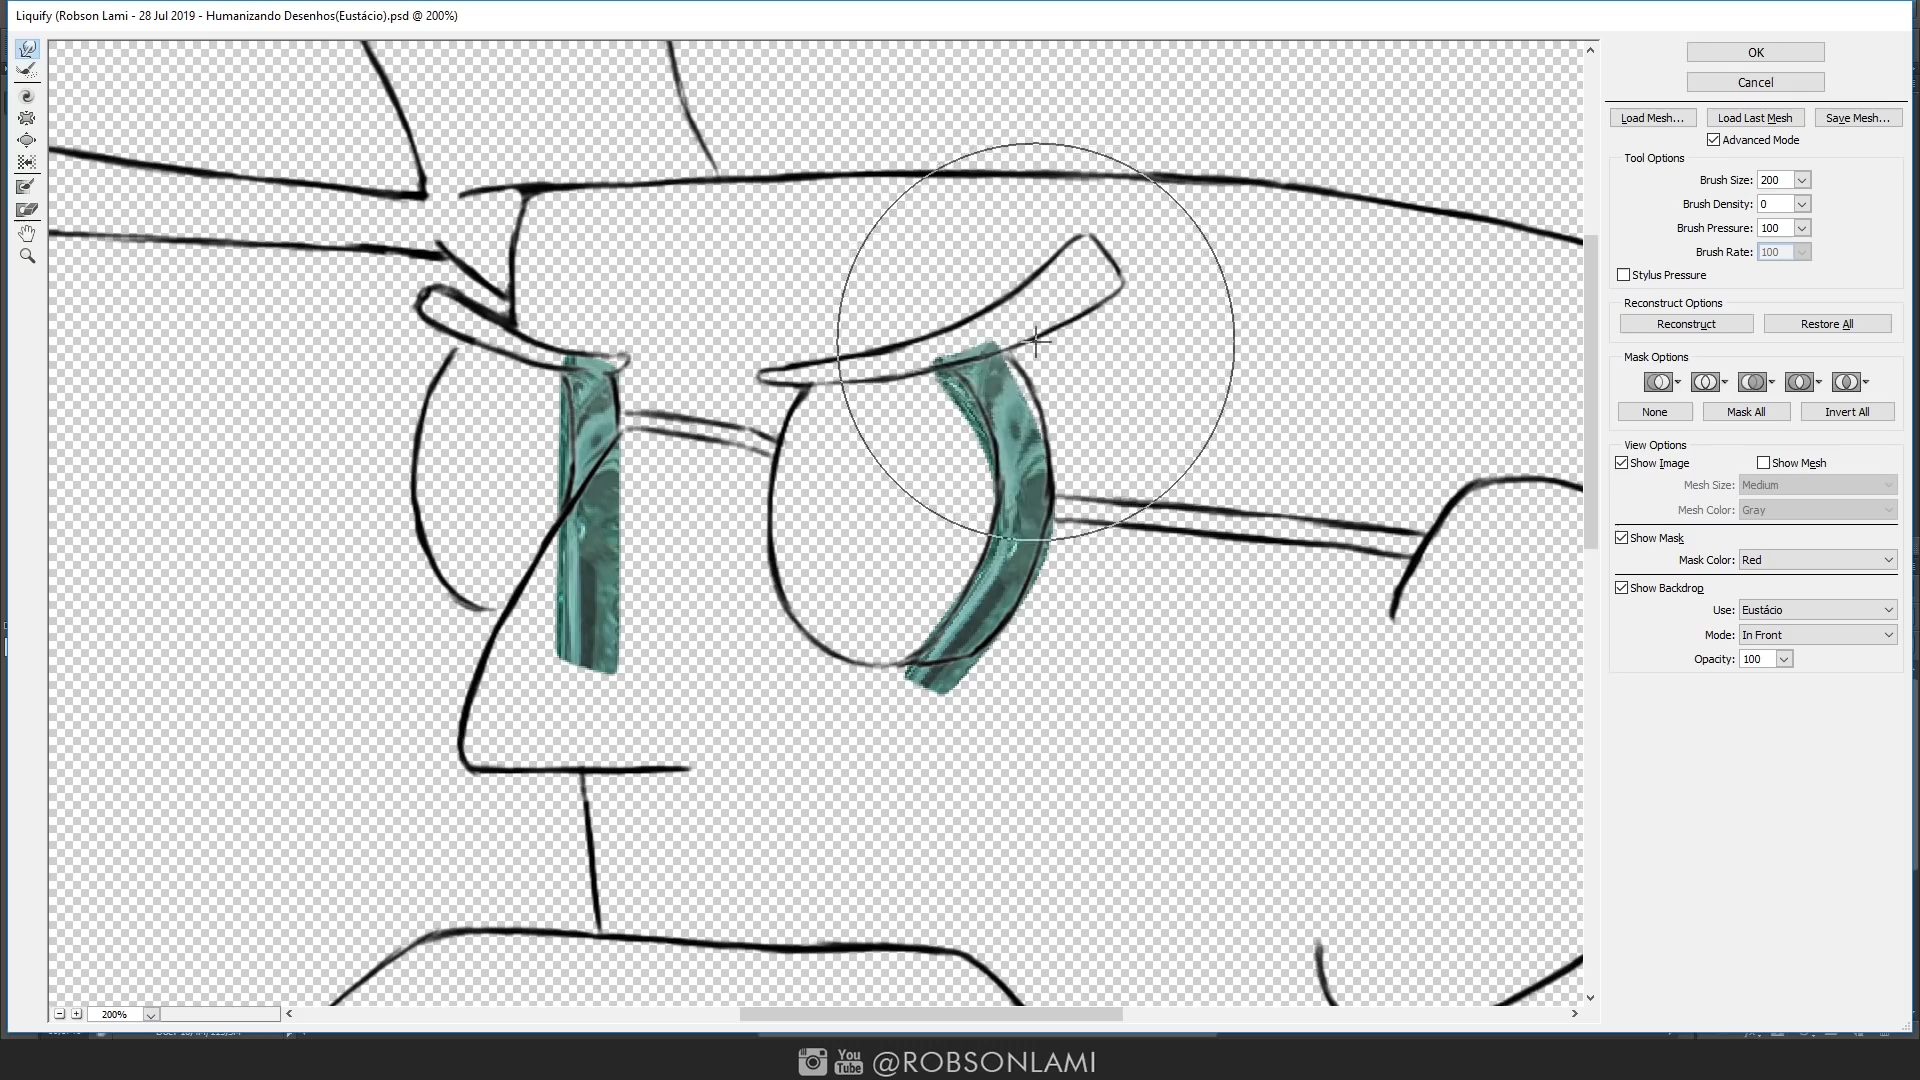 Liquify (Robson Lami - 28 Jul 2019 - Humanizando Desenhos(Eustácio).psd @ 200%)
OK
Cancel
Load Mesh...
Load Last Mesh
Save Mesh...
Advanced Mode
Tool Options
Brush Size: 200
Brush Density: 0
Brush Pressure: 100
Brush Rate: 100
Stylus Pressure
Reconstruct Options
Reconstruct
Restore All
Mask Options
None
Mask All
Invert All
View Options
Show Image
Show Mesh
Mesh Size: Medium
Mesh Color: Gray
Show Mask
Mask Color: Red
Show Backdrop
Use: Eustácio
Mode: In Front
Opacity: 100
200%
You
Tube
@ROBSONLAMI